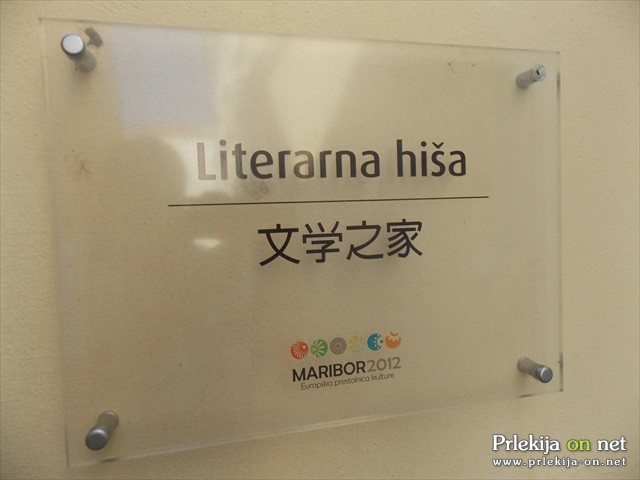 Literarna hiša
文学之家
MARIBOR2012
Evropska prestolnica kulture
Prlekija on net
www.prlekija-on.net